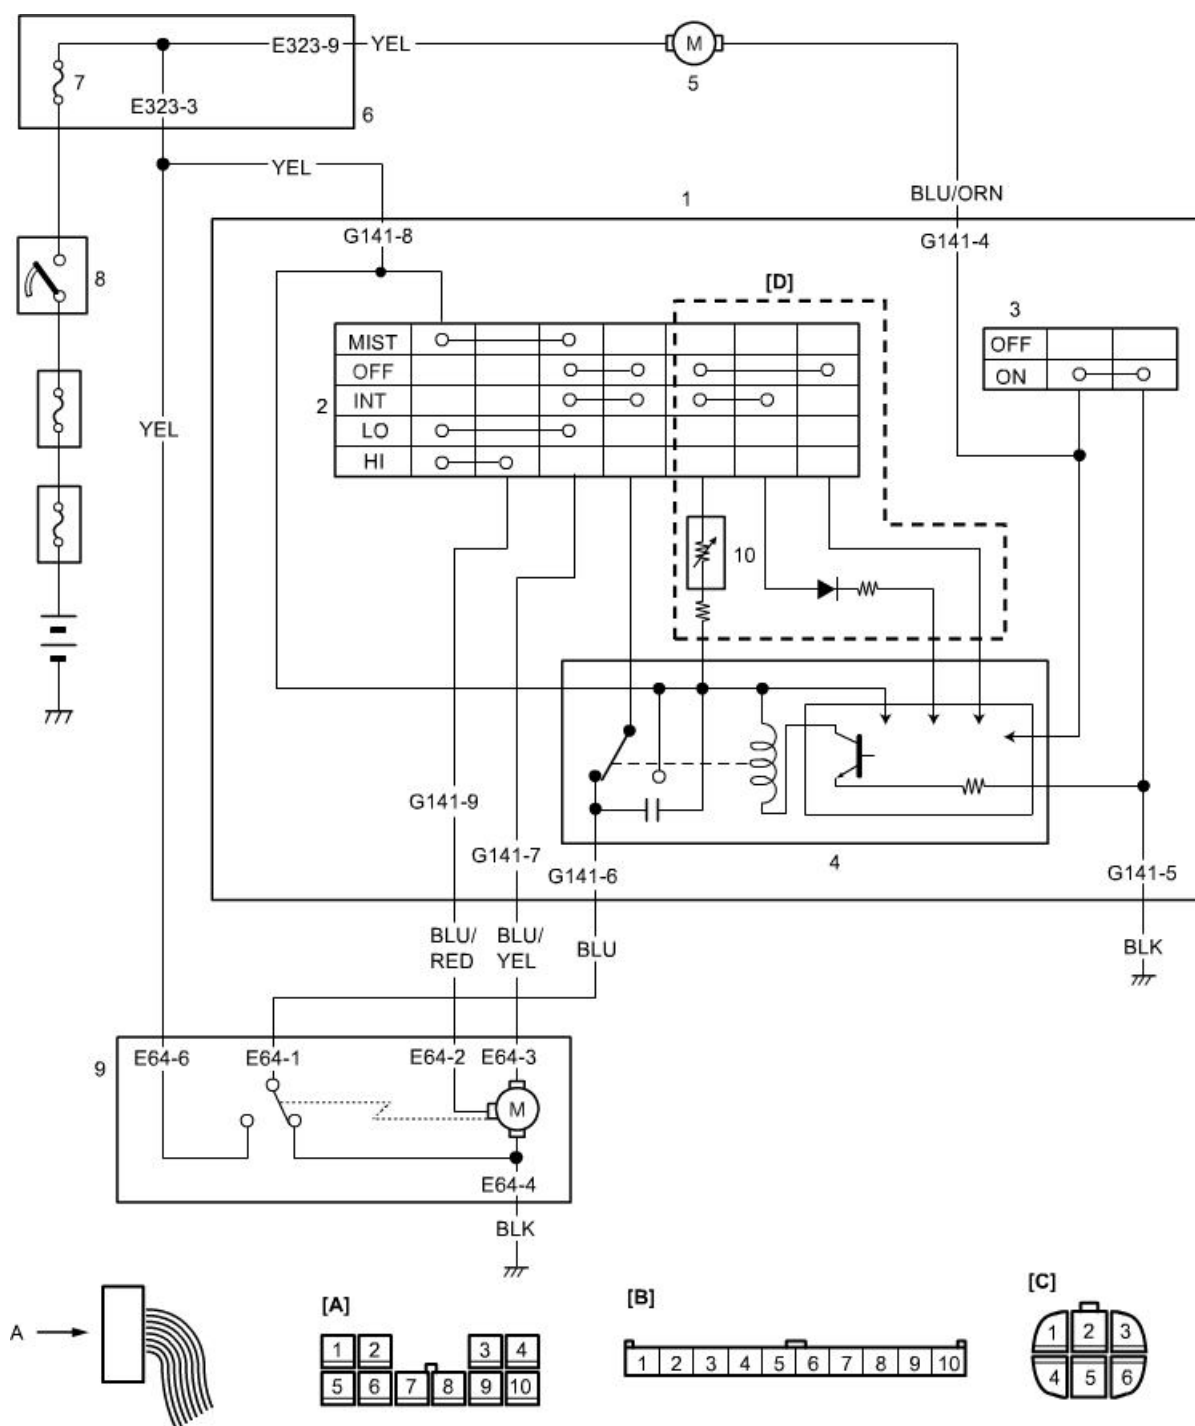 E323-9 YEL M
7 5
E323-3 6
YEL
1 BLU/ORN
G141-8 G141-4
8 [D]
3
MIST OFF
OFF ON
2 INT
YEL LO
HI
10
G141-9
G141-7 4
G141-6 G141-5
BLU/ BLU/ BLU BLK
RED YEL
9 E64-6 E64-1 E64-2 E64-3
M
E64-4
BLK
[A] [B] [C]
A
1 2 3 4
5 6 7 8 9 10
1 2 3 4 5 6 7 8 9 10
1 2 3
4 5 6